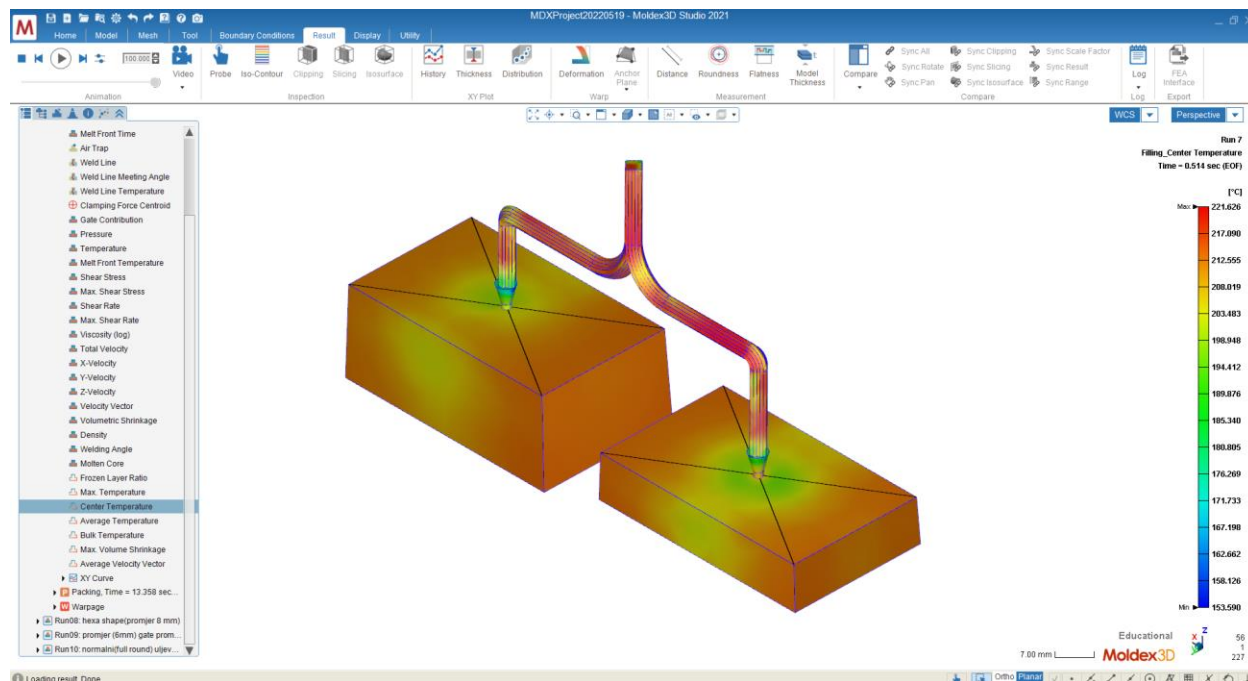 MDXProject20220519 - Moldex3D Studio 2021
Home Model Mesh Tool Boundary Conditions Result Display Utility
100.000
Video
Probe
Iso-Contour
Clipping
Slicing
Isosurface
History
Thickness
Distribution
Deformation
Anchor Plane
Distance
Roundness
Flatness
Model Thickness
Compare
Sync All
Sync Rotate
Sync Pan
Sync Clipping
Sync Slicing
Sync Isosurface
Sync Scale Factor
Sync Result
Sync Range
Log
FEA Interface
Animation Inspection XY Plot Warp Measurement Compare Log Export
WCS
Perspective
Melt Front Time
Air Trap
Weld Line
Weld Line Meeting Angle
Weld Line Temperature
Clamping Force Centroid
Gate Contribution
Pressure
Temperature
Melt Front Temperature
Shear Stress
Max. Shear Stress
Shear Rate
Max. Shear Rate
Viscosity (log)
Total Velocity
X-Velocity
Y-Velocity
Z-Velocity
Velocity Vector
Volumetric Shrinkage
Density
Welding Angle
Molten Core
Frozen Layer Ratio
Max. Temperature
Center Temperature
Average Temperature
Bulk Temperature
Max. Volume Shrinkage
Average Velocity Vector
XY Curve
Packing, Time = 13.358 sec...
Warpage
Run08: hexa shape(promjer 8 mm)
Run09: promjer (6mm) gate prom...
Run10: normalni(full round) uljev...
Run 7
Filling_Center Temperature
Time = 0.514 sec (EOF)
[°C]
Max 221.626
217.090
212.555
208.019
203.483
198.948
194.412
189.876
185.340
180.805
176.269
171.733
167.198
162.662
158.126
Min 153.590
7.00 mm
Educational
Moldex3D
Z
X
Y
56
1
227
Loading result. Done.
Ortho Planar